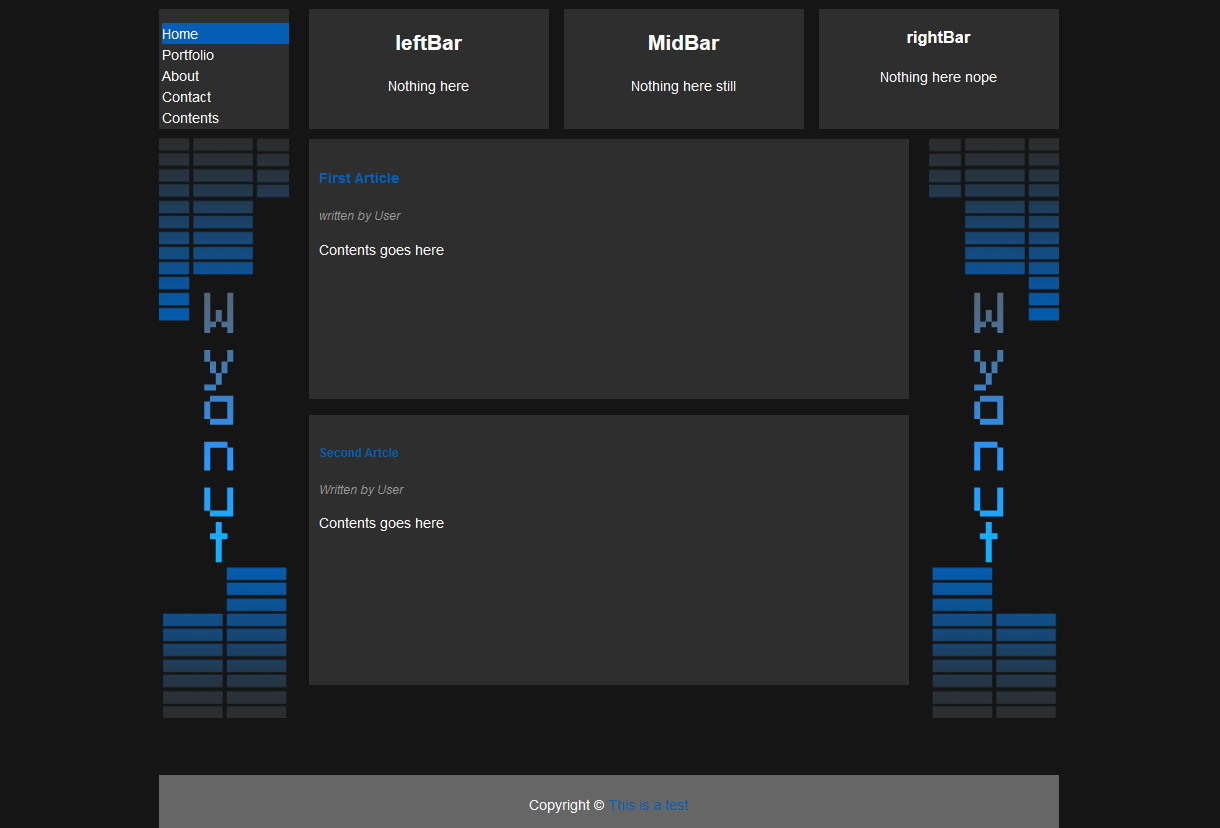 Home
Portfolio
About
Contact
Contents
leftBar
Nothing here
MidBar
Nothing here still
rightBar
Nothing here nope
Wyonut
First Article
written by User
Contents goes here
Second Artcle
Written by User
Contents goes here
Wyonut
Copyright © This is a test